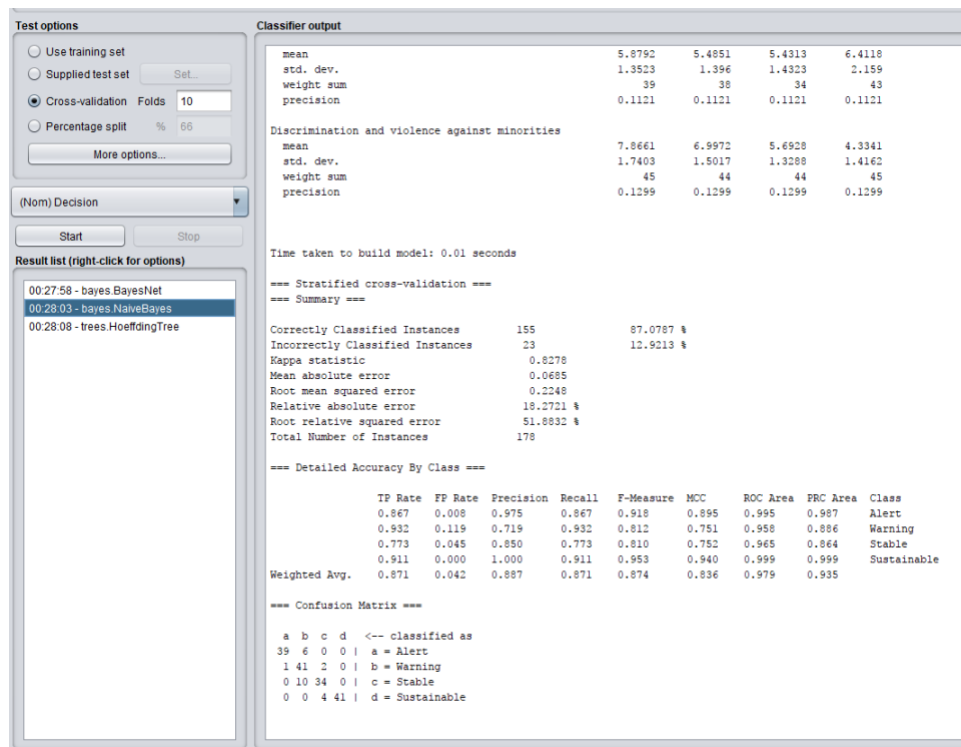 Test options
Use training set
Supplied test set Set...
Cross-validation Folds 10
Percentage split % 66
More options...
(Nom) Decision
Start Stop
Result list (right-click for options)
00:27:58 - bayes.BayesNet
00:28:03 - bayes.NaiveBayes
00:28:08 - trees.HoeffdingTree
Classifier output
mean 5.8792 5.4851 5.4313 6.4118
std. dev. 1.3523 1.396 1.4323 2.159
weight sum 39 38 34 43
precision 0.1121 0.1121 0.1121 0.1121
Discrimination and violence against minorities
mean 7.8661 6.9972 5.6928 4.3341
std. dev. 1.7403 1.5017 1.3288 1.4162
weight sum 45 44 44 45
precision 0.1299 0.1299 0.1299 0.1299
Time taken to build model: 0.01 seconds
=== Stratified cross-validation ===
=== Summary ===
Correctly Classified Instances 155 87.0787 %
Incorrectly Classified Instances 23 12.9213 %
Kappa statistic 0.8278
Mean absolute error 0.0685
Root mean squared error 0.2248
Relative absolute error 18.2721 %
Root relative squared error 51.8832 %
Total Number of Instances 178
=== Detailed Accuracy By Class ===
TP Rate FP Rate Precision Recall F-Measure MCC ROC Area PRC Area Class
0.867 0.008 0.975 0.867 0.918 0.895 0.995 0.987 Alert
0.932 0.119 0.719 0.932 0.812 0.751 0.958 0.886 Warning
0.773 0.045 0.850 0.773 0.810 0.752 0.965 0.864 Stable
0.911 0.000 1.000 0.911 0.953 0.940 0.999 0.999 Sustainable
Weighted Avg. 0.871 0.042 0.887 0.871 0.874 0.836 0.979 0.935
=== Confusion Matrix ===
a b c d <-- classified as
39 6 0 0 | a = Alert
1 41 2 0 | b = Warning
0 10 34 0 | c = Stable
0 0 4 41 | d = Sustainable